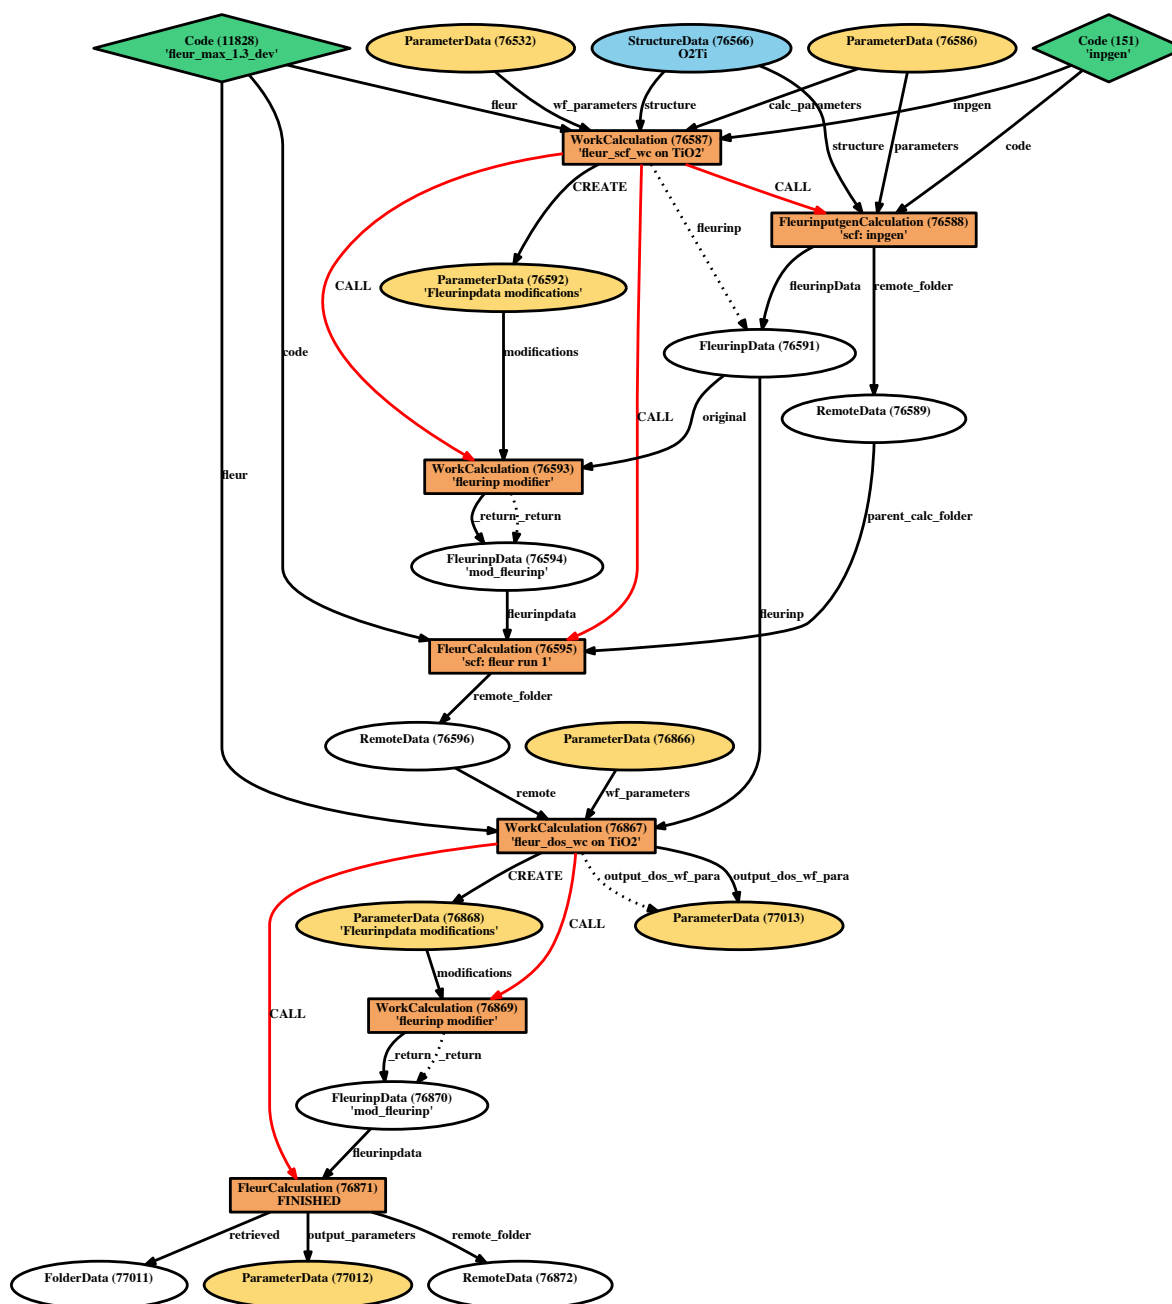 Code (11828)
'fleur_max_1.3_dev'
ParameterData (76532)
StructureData (76566)
O2Ti
ParameterData (76586)
Code (151)
'inpgen'
fleur
wf_parameters
structure
calc_parameters
inpgen
WorkCalculation (76587)
'fleur_scf_wc on TiO2'
structure
parameters
code
CREATE
CALL
FleurinputgenCalculation (76588)
'scf: inpgen'
fleurinp
ParameterData (76592)
'Fleurinpdata modifications'
CALL
fleurinpData
remote_folder
FleurinpData (76591)
code
modifications
RemoteData (76589)
CALL
original
WorkCalculation (76593)
'fleurinp modifier'
fleur
_return
_return
parent_calc_folder
FleurinpData (76594)
'mod_fleurinp'
fleurinpdata
fleurinp
FleurCalculation (76595)
'scf: fleur run 1'
remote_folder
RemoteData (76596)
ParameterData (76866)
remote
wf_parameters
WorkCalculation (76867)
'fleur_dos_wc on TiO2'
CREATE
output_dos_wf_para
output_dos_wf_para
ParameterData (76868)
'Fleurinpdata modifications'
CALL
ParameterData (77013)
modifications
CALL
WorkCalculation (76869)
'fleurinp modifier'
_return
_return
FleurinpData (76870)
'mod_fleurinp'
fleurinpdata
FleurCalculation (76871)
FINISHED
retrieved
output_parameters
remote_folder
FolderData (77011)
ParameterData (77012)
RemoteData (76872)